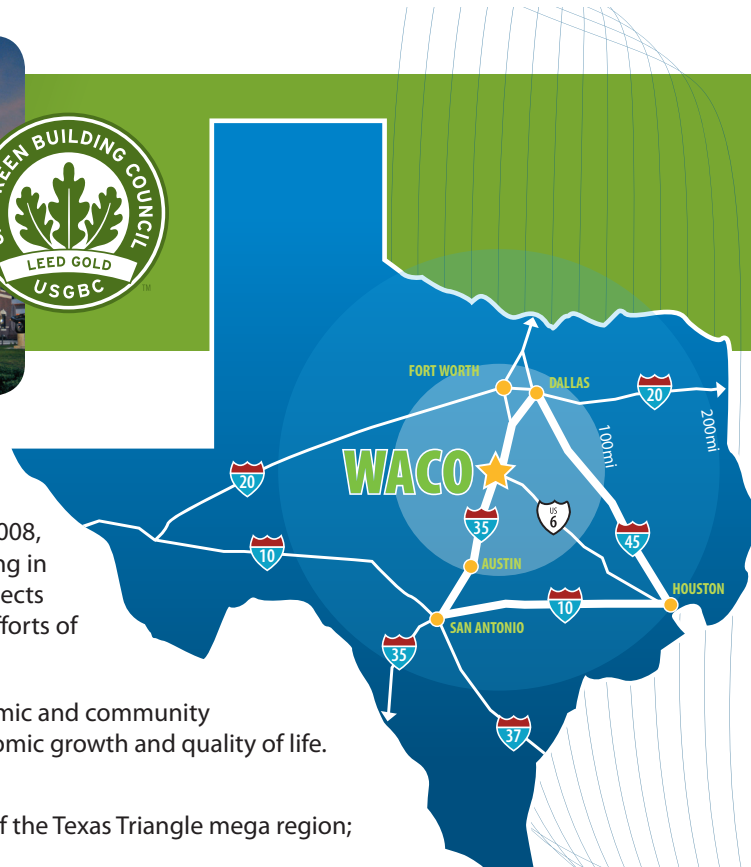 GREEN BUILDING COUNCIL
LEED GOLD
USGBC
TM
FORT WORTH
DALLAS
20
200mi
100mi
WACO
20
35
US
6
45
10
AUSTIN
HOUSTON
10
SAN ANTONIO
35
37
008,
ng in
ects
fforts of
mic and community
omic growth and quality of life.
f the Texas Triangle mega region;